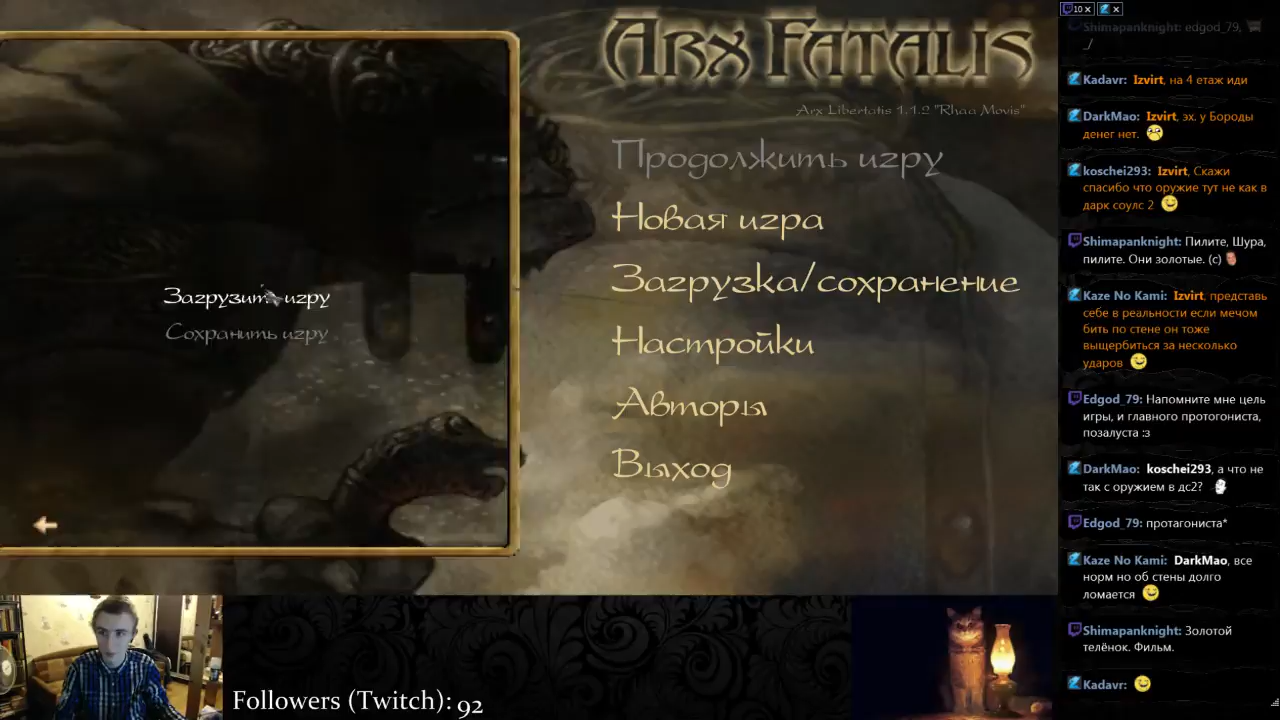 ARX FATALIS
Arx Libertatis 1.1.2 "Rhaa Movis"
Продолжить игру
Новая игра
Загрузка/сохранение
Настройки
Авторы
Выход
Загрузить игру
Сохранить игру
Followers (Twitch): 92
10
Shimapanknight: edgod_79,
_/
Kadavr: Izvirt, на 4 етаж иди
DarkMao: Izvirt, эх. у Бороды
денег нет.
koschei293: Izvirt, Скажи
спасибо что оружие тут не как в
дарк соулс 2
Shimapanknight: Пилите, Шура,
пилите. Они золотые. (с)
Kaze No Kami: Izvirt, представь
себе в реальности если мечом
бить по стене он тоже
выщербиться за несколько
ударов
Edgod_79: Напомните мне цель
игры, и главного протогониста,
позалуста :з
DarkMao: koschei293, а что не
так с оружием в дс2?
Edgod_79: протагониста*
Kaze No Kami: DarkMao, все
норм но об стены долго
ломается
Shimapanknight: Золотой
телёнок. Фильм.
Kadavr: